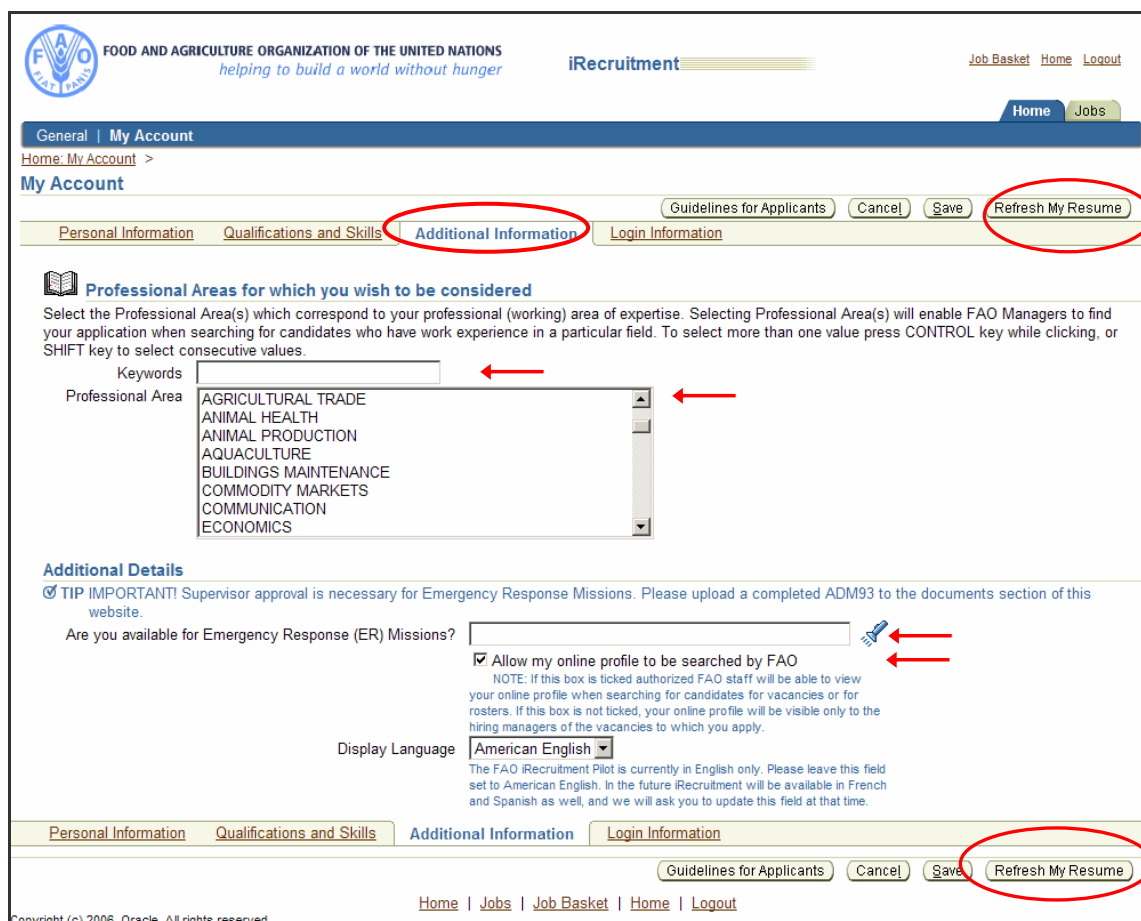 FAO
FIAT PANIS
FOOD AND AGRICULTURE ORGANIZATION OF THE UNITED NATIONS
helping to build a world without hunger
iRecruitment
Job Basket Home Logout
Home Jobs
General | My Account
Home: My Account >
My Account
Guidelines for Applicants Cancel Save Refresh My Resume
Personal Information Qualifications and Skills Additional Information Login Information
Professional Areas for which you wish to be considered
Select the Professional Area(s) which correspond to your professional (working) area of expertise. Selecting Professional Area(s) will enable FAO Managers to find
your application when searching for candidates who have work experience in a particular field. To select more than one value press CONTROL key while clicking, or
SHIFT key to select consecutive values.
Keywords
Professional Area
AGRICULTURAL TRADE
ANIMAL HEALTH
ANIMAL PRODUCTION
AQUACULTURE
BUILDINGS MAINTENANCE
COMMODITY MARKETS
COMMUNICATION
ECONOMICS
Additional Details
TIP IMPORTANT! Supervisor approval is necessary for Emergency Response Missions. Please upload a completed ADM93 to the documents section of this
website.
Are you available for Emergency Response (ER) Missions?
Allow my online profile to be searched by FAO
NOTE: If this box is ticked authorized FAO staff will be able to view
your online profile when searching for candidates for vacancies or for
rosters. If this box is not ticked, your online profile will be visible only to the
hiring managers of the vacancies to which you apply.
Display Language American English
The FAO iRecruitment Pilot is currently in English only. Please leave this field
set to American English. In the future iRecruitment will be available in French
and Spanish as well, and we will ask you to update this field at that time.
Personal Information Qualifications and Skills Additional Information Login Information
Guidelines for Applicants Cancel Save Refresh My Resume
Home | Jobs | Job Basket | Home | Logout
Copyright (c) 2006, Oracle. All rights reserved.